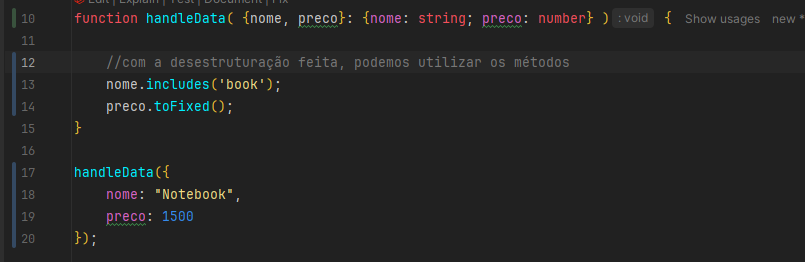 Edit | Explain | Test | Document | Fix
10 function handleData( {nome, preco}: {nome: string; preco: number} ) : void { Show usages new *
11
12 //com a desestruturação feita, podemos utilizar os métodos
13 nome.includes('book');
14 preco.toFixed();
15 }
16
17 handleData({
18 nome: "Notebook",
19 preco: 1500
20 });